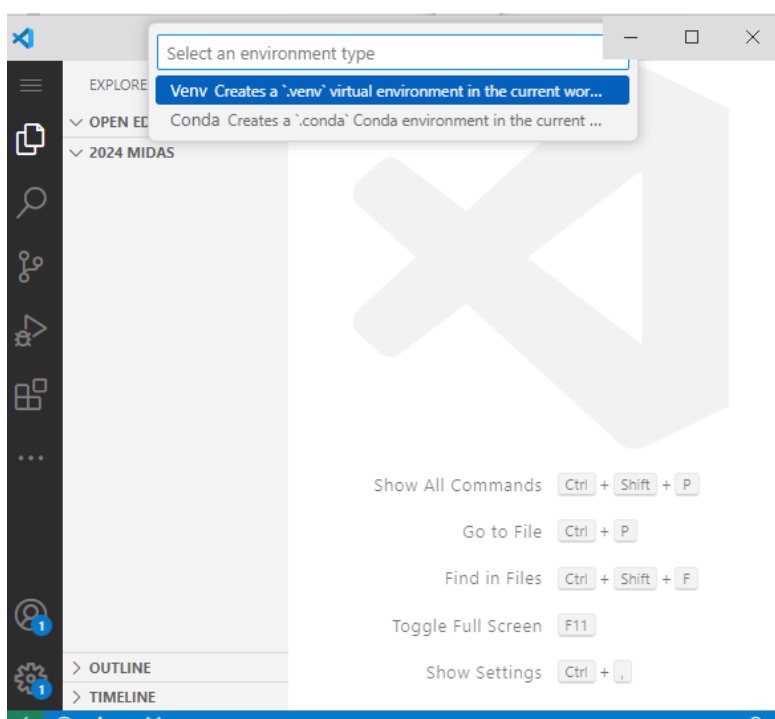 Select an environment type
EXPLORE
Venv Creates a `.venv` virtual environment in the current wor...
OPEN ED
Conda Creates a `.conda` Conda environment in the current ...
2024 MIDAS
Show All Commands Ctrl + Shift + P
Go to File Ctrl + P
Find in Files Ctrl + Shift + F
Toggle Full Screen F11
Show Settings Ctrl + ,
1
OUTLINE
1
TIMELINE